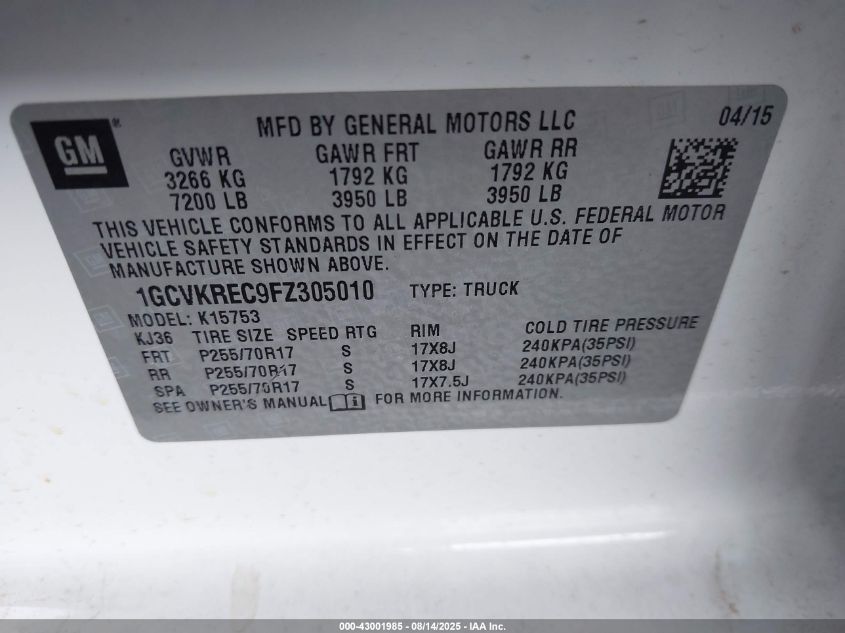 GM®
MFD BY GENERAL MOTORS LLC
04/15
GVWR GAWR FRT GAWR RR
3266 KG 1792 KG 1792 KG
7200 LB 3950 LB 3950 LB
THIS VEHICLE CONFORMS TO ALL APPLICABLE U.S. FEDERAL MOTOR
VEHICLE SAFETY STANDARDS IN EFFECT ON THE DATE OF
MANUFACTURE SHOWN ABOVE.
1GCVKREC9FZ305010 TYPE: TRUCK
MODEL: K15753
KJ36 TIRE SIZE SPEED RTG RIM COLD TIRE PRESSURE
FRT P255/70R17 S 17X8J 240KPA(35PSI)
RR P255/70R17 S 17X8J 240KPA(35PSI)
SPA P255/70R17 S 17X7.5J 240KPA(35PSI)
SEE OWNER'S MANUAL FOR MORE INFORMATION.
000-43001985 - 08/14/2025 - IAA Inc.